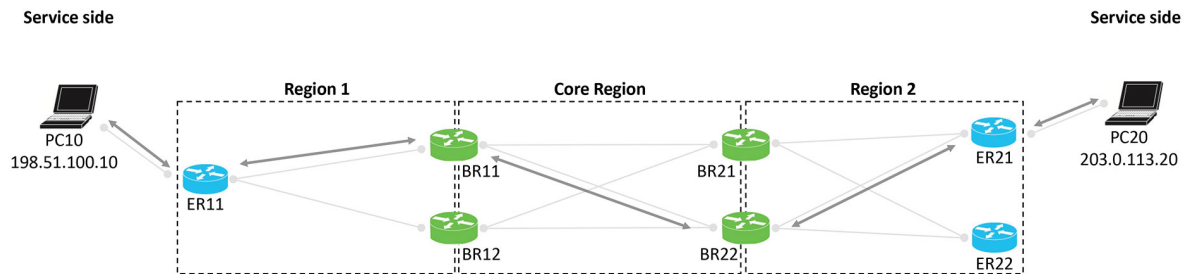 Service side
Service side
Region 1
Core Region
Region 2
PC10
198.51.100.10
ER11
BR11
BR12
BR21
BR22
ER21
ER22
PC20
203.0.113.20